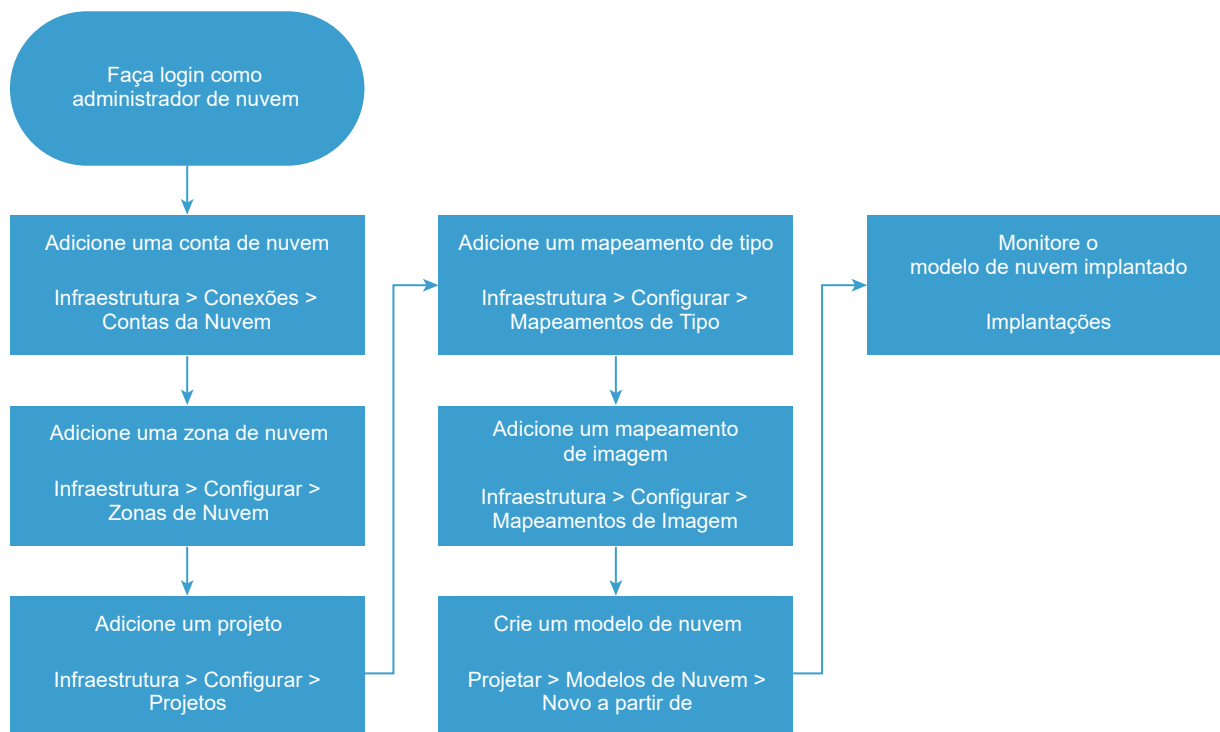 Faça login como
administrador de nuvem
Adicione uma conta de nuvem
Infraestrutura > Conexões >
Contas da Nuvem
Adicione uma zona de nuvem
Infraestrutura > Configurar >
Zonas de Nuvem
Adicione um projeto
Infraestrutura > Configurar >
Projetos
Adicione um mapeamento de tipo
Infraestrutura > Configurar >
Mapeamentos de Tipo
Adicione um mapeamento
de imagem
Infraestrutura > Configurar >
Mapeamentos de Imagem
Crie um modelo de nuvem
Projetar > Modelos de Nuvem >
Novo a partir de
Monitore o
modelo de nuvem implantado
Implantações